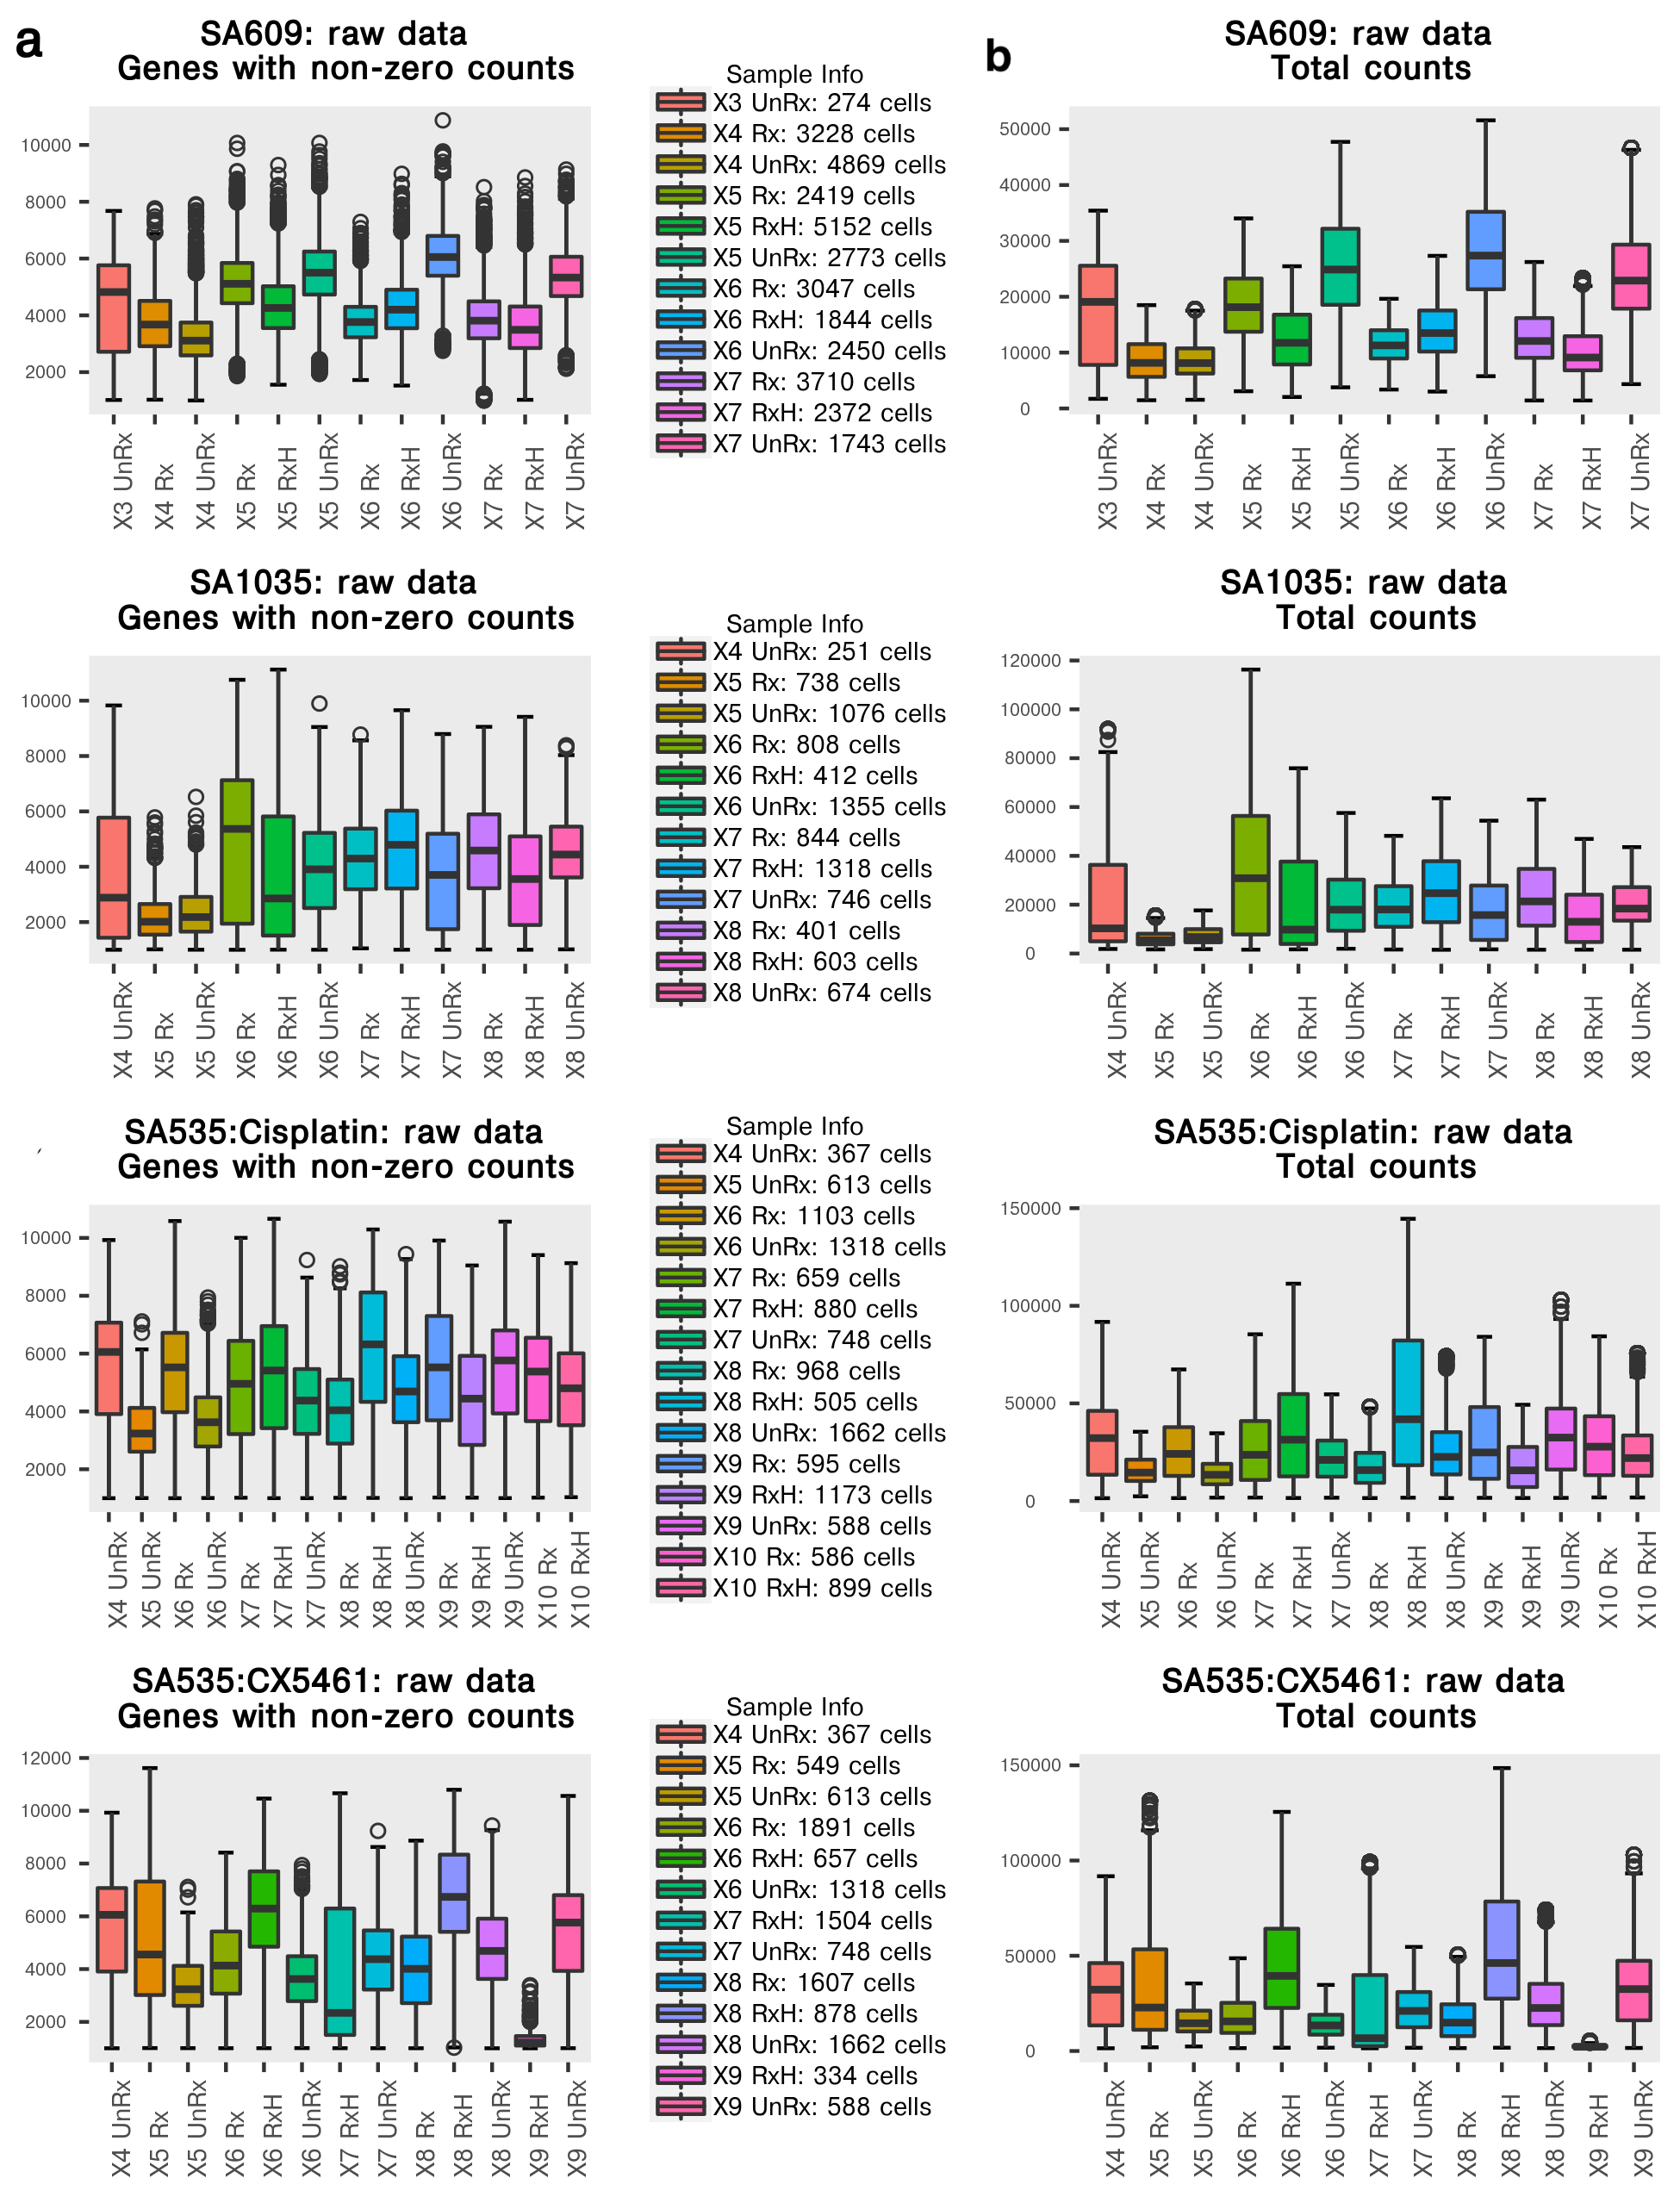 a
SA609: raw data
Genes with non-zero counts
10000
8000
6000
4000
2000
X3 UnRx
X4 Rx
X4 UnRx
X5 Rx
X5 RxH
X5 UnRx
X6 Rx
X6 RxH
X6 UnRx
X7 Rx
X7 RxH
X7 UnRx
Sample Info
X3 UnRx: 274 cells
X4 Rx: 3228 cells
X4 UnRx: 4869 cells
X5 Rx: 2419 cells
X5 RxH: 5152 cells
X5 UnRx: 2773 cells
X6 Rx: 3047 cells
X6 RxH: 1844 cells
X6 UnRx: 2450 cells
X7 Rx: 3710 cells
X7 RxH: 2372 cells
X7 UnRx: 1743 cells
b
SA609: raw data
Total counts
50000
40000
30000
20000
10000
0
X3 UnRx
X4 Rx
X4 UnRx
X5 Rx
X5 RxH
X5 UnRx
X6 Rx
X6 RxH
X6 UnRx
X7 Rx
X7 RxH
X7 UnRx
SA1035: raw data
Genes with non-zero counts
10000
8000
6000
4000
2000
X4 UnRx
X5 Rx
X5 UnRx
X6 Rx
X6 RxH
X6 UnRx
X7 Rx
X7 RxH
X7 UnRx
X8 Rx
X8 RxH
X8 UnRx
Sample Info
X4 UnRx: 251 cells
X5 Rx: 738 cells
X5 UnRx: 1076 cells
X6 Rx: 808 cells
X6 RxH: 412 cells
X6 UnRx: 1355 cells
X7 Rx: 844 cells
X7 RxH: 1318 cells
X7 UnRx: 746 cells
X8 Rx: 401 cells
X8 RxH: 603 cells
X8 UnRx: 674 cells
SA1035: raw data
Total counts
120000
100000
80000
60000
40000
20000
0
X4 UnRx
X5 Rx
X5 UnRx
X6 Rx
X6 RxH
X6 UnRx
X7 Rx
X7 RxH
X7 UnRx
X8 Rx
X8 RxH
X8 UnRx
SA535:Cisplatin: raw data
Genes with non-zero counts
10000
8000
6000
4000
2000
X4 UnRx
X5 UnRx
X6 Rx
X6 UnRx
X7 Rx
X7 RxH
X7 UnRx
X8 Rx
X8 RxH
X8 UnRx
X9 Rx
X9 RxH
X9 UnRx
X10 Rx
X10 RxH
Sample Info
X4 UnRx: 367 cells
X5 UnRx: 613 cells
X6 Rx: 1103 cells
X6 UnRx: 1318 cells
X7 Rx: 659 cells
X7 RxH: 880 cells
X7 UnRx: 748 cells
X8 Rx: 968 cells
X8 RxH: 505 cells
X8 UnRx: 1662 cells
X9 Rx: 595 cells
X9 RxH: 1173 cells
X9 UnRx: 588 cells
X10 Rx: 586 cells
X10 RxH: 899 cells
SA535:Cisplatin: raw data
Total counts
150000
100000
50000
0
X4 UnRx
X5 UnRx
X6 Rx
X6 UnRx
X7 Rx
X7 RxH
X7 UnRx
X8 Rx
X8 RxH
X8 UnRx
X9 Rx
X9 RxH
X9 UnRx
X10 Rx
X10 RxH
SA535:CX5461: raw data
Genes with non-zero counts
12000
10000
8000
6000
4000
2000
X4 UnRx
X5 Rx
X5 UnRx
X6 Rx
X6 RxH
X6 UnRx
X7 RxH
X7 UnRx
X8 Rx
X8 RxH
X8 UnRx
X9 RxH
X9 UnRx
Sample Info
X4 UnRx: 367 cells
X5 Rx: 549 cells
X5 UnRx: 613 cells
X6 Rx: 1891 cells
X6 RxH: 657 cells
X6 UnRx: 1318 cells
X7 RxH: 1504 cells
X7 UnRx: 748 cells
X8 Rx: 1607 cells
X8 RxH: 878 cells
X8 UnRx: 1662 cells
X9 RxH: 334 cells
X9 UnRx: 588 cells
SA535:CX5461: raw data
Total counts
150000
100000
50000
0
X4 UnRx
X5 Rx
X5 UnRx
X6 Rx
X6 RxH
X6 UnRx
X7 RxH
X7 UnRx
X8 Rx
X8 RxH
X8 UnRx
X9 RxH
X9 UnRx